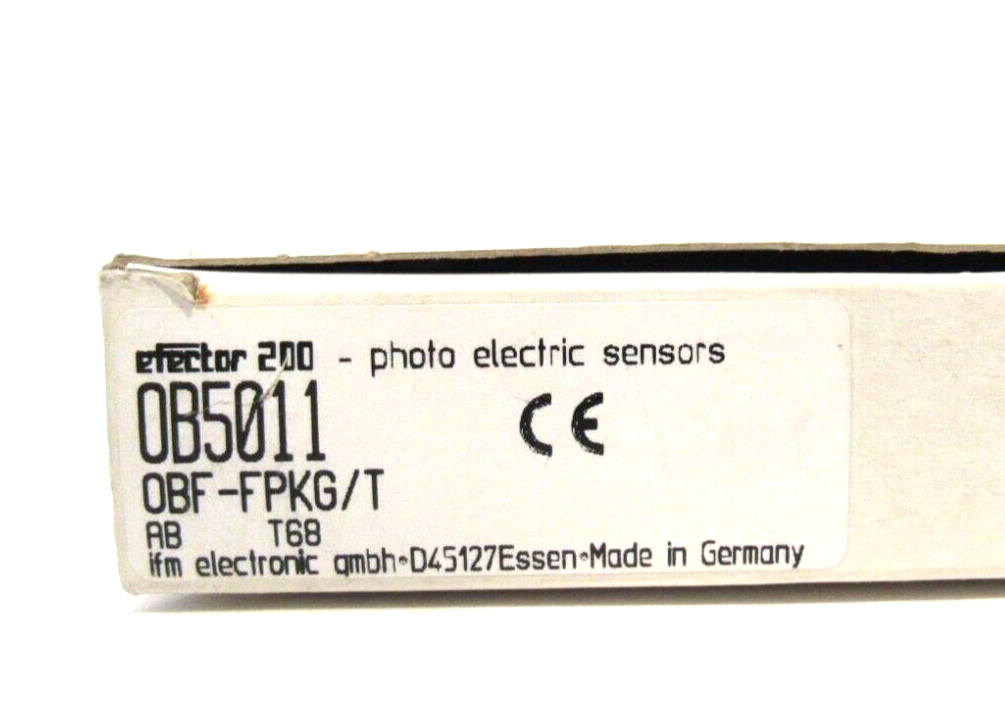 efector 200 - photo electric sensors
OB5011
CE
OBF-FPKG/T
AB T68
ifm electronic gmbh•D45127Essen•Made in Germany